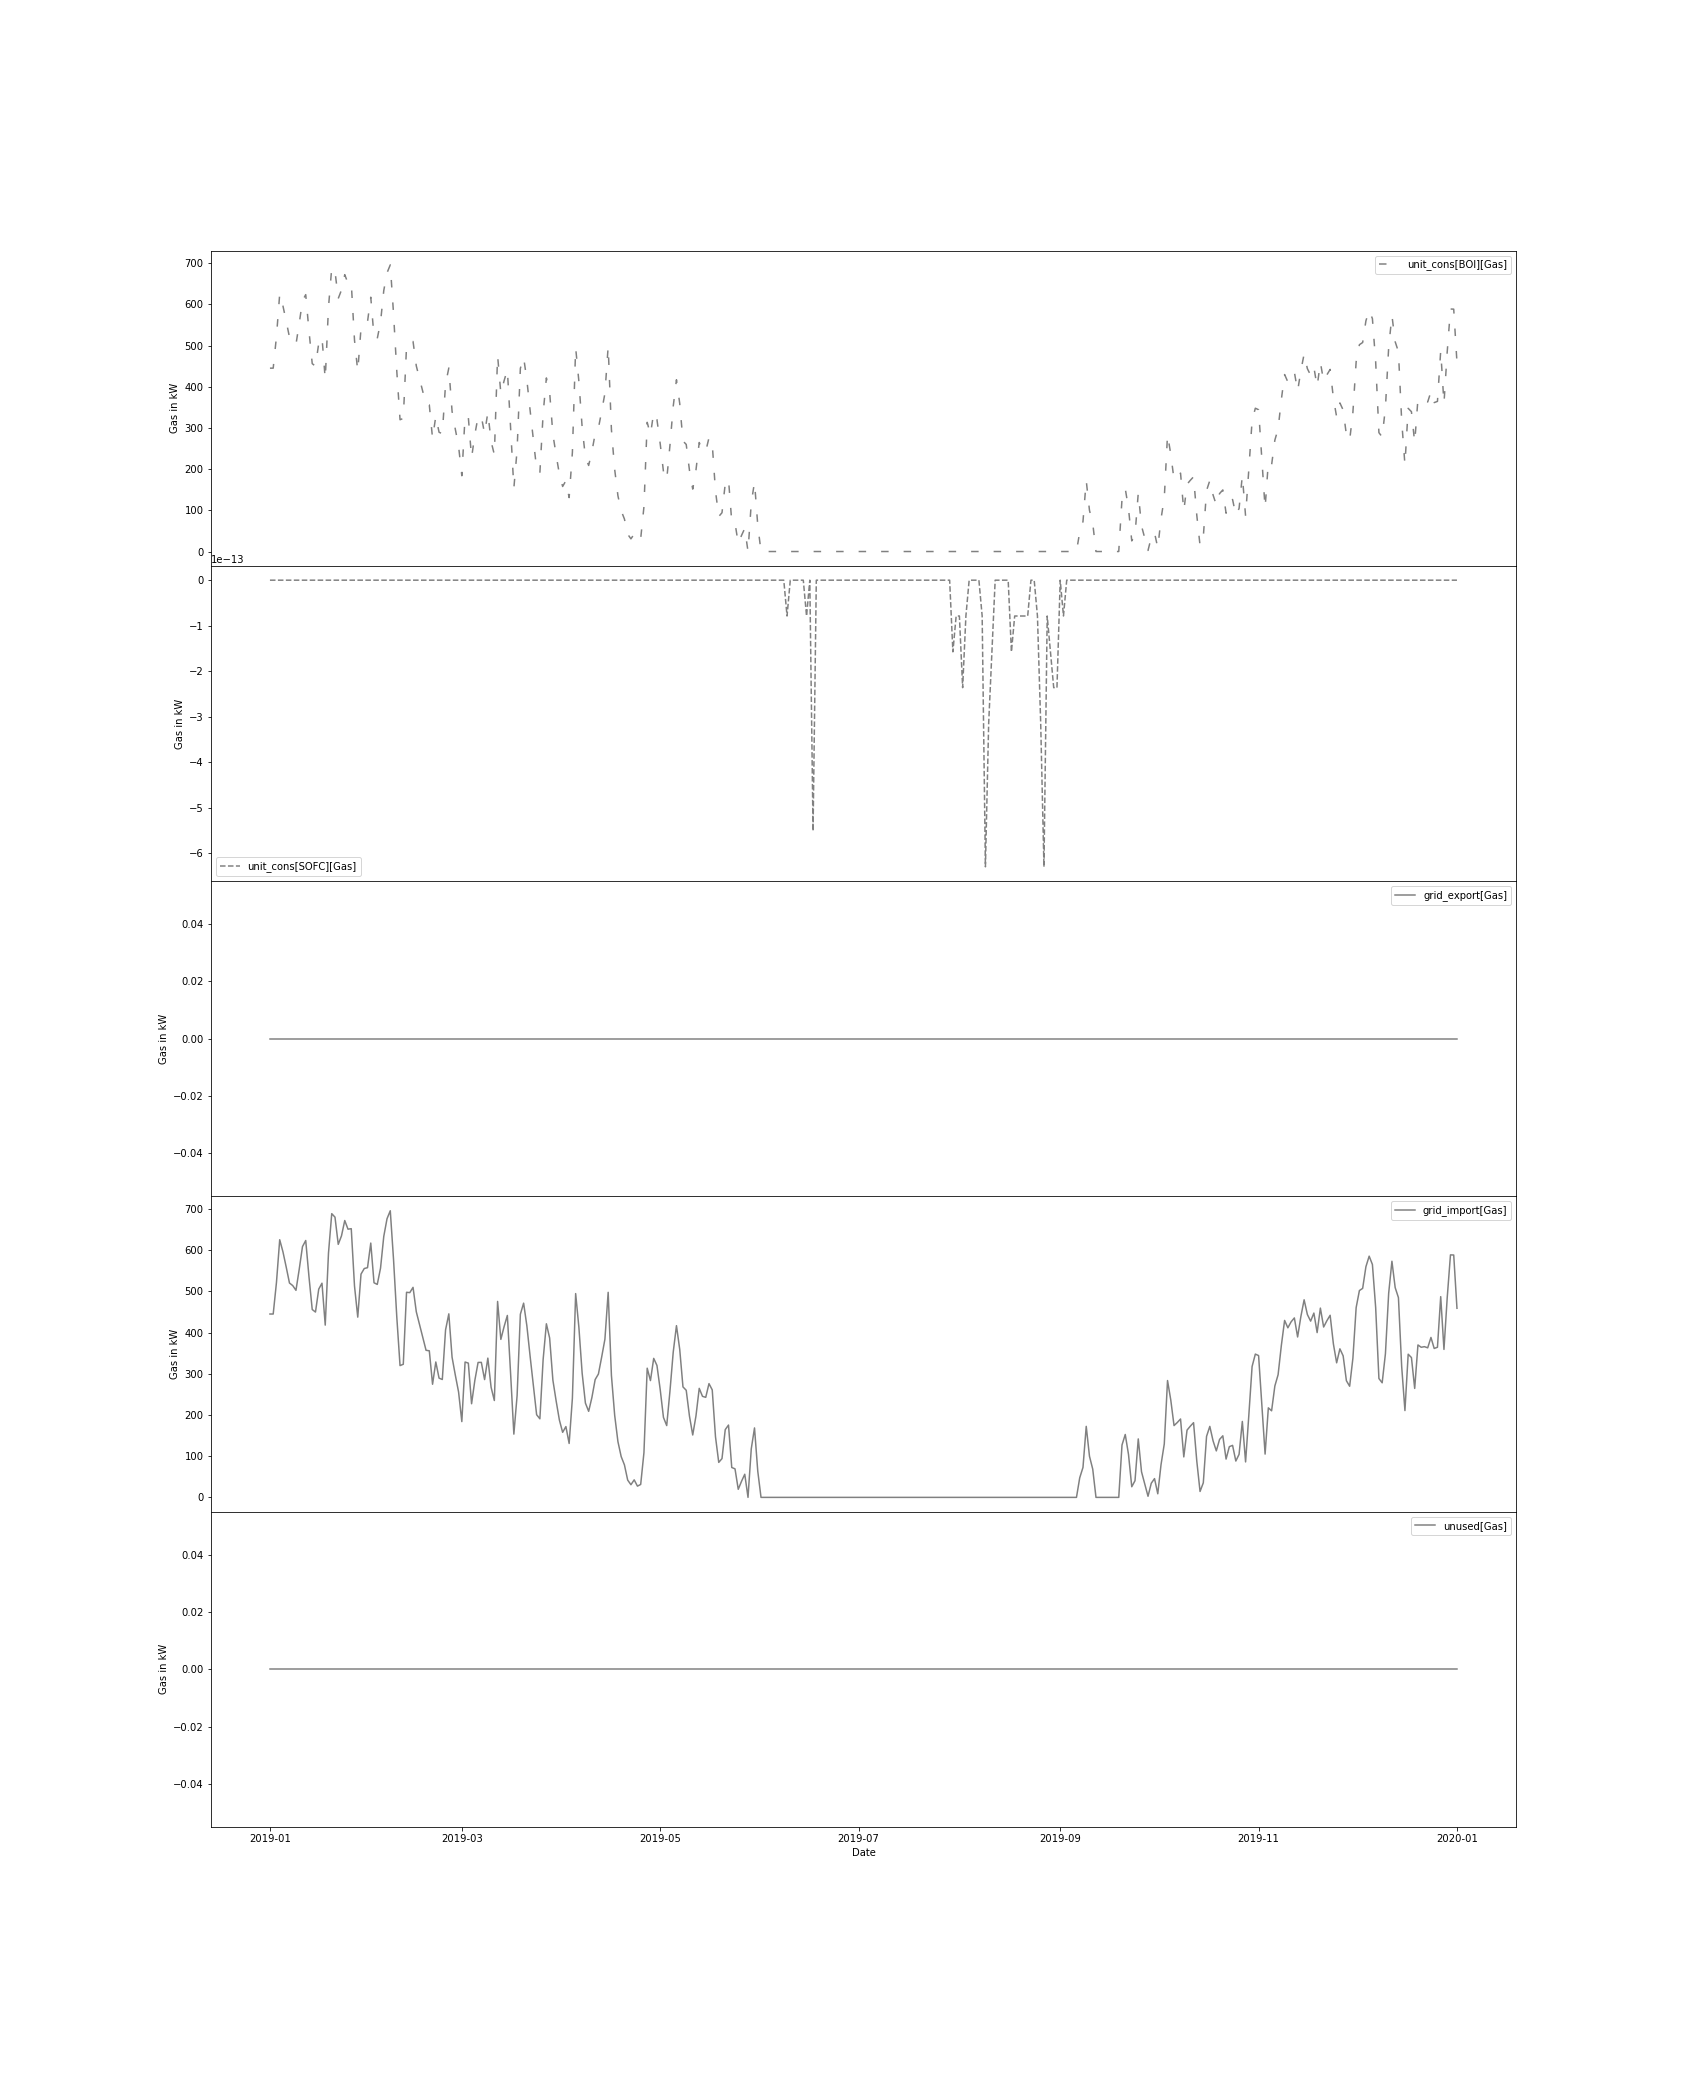 unit_cons[BOI][Gas]
700
600
500
400
300
200
100
0
Gas in kW
1e−13
0
−1
−2
−3
−4
−5
−6
Gas in kW
unit_cons[SOFC][Gas]
grid_export[Gas]
0.04
0.02
0.00
−0.02
−0.04
Gas in kW
grid_import[Gas]
700
600
500
400
300
200
100
0
Gas in kW
unused[Gas]
0.04
0.02
0.00
−0.02
−0.04
Gas in kW
2019-01 2019-03 2019-05 2019-07 2019-09 2019-11 2020-01
Date